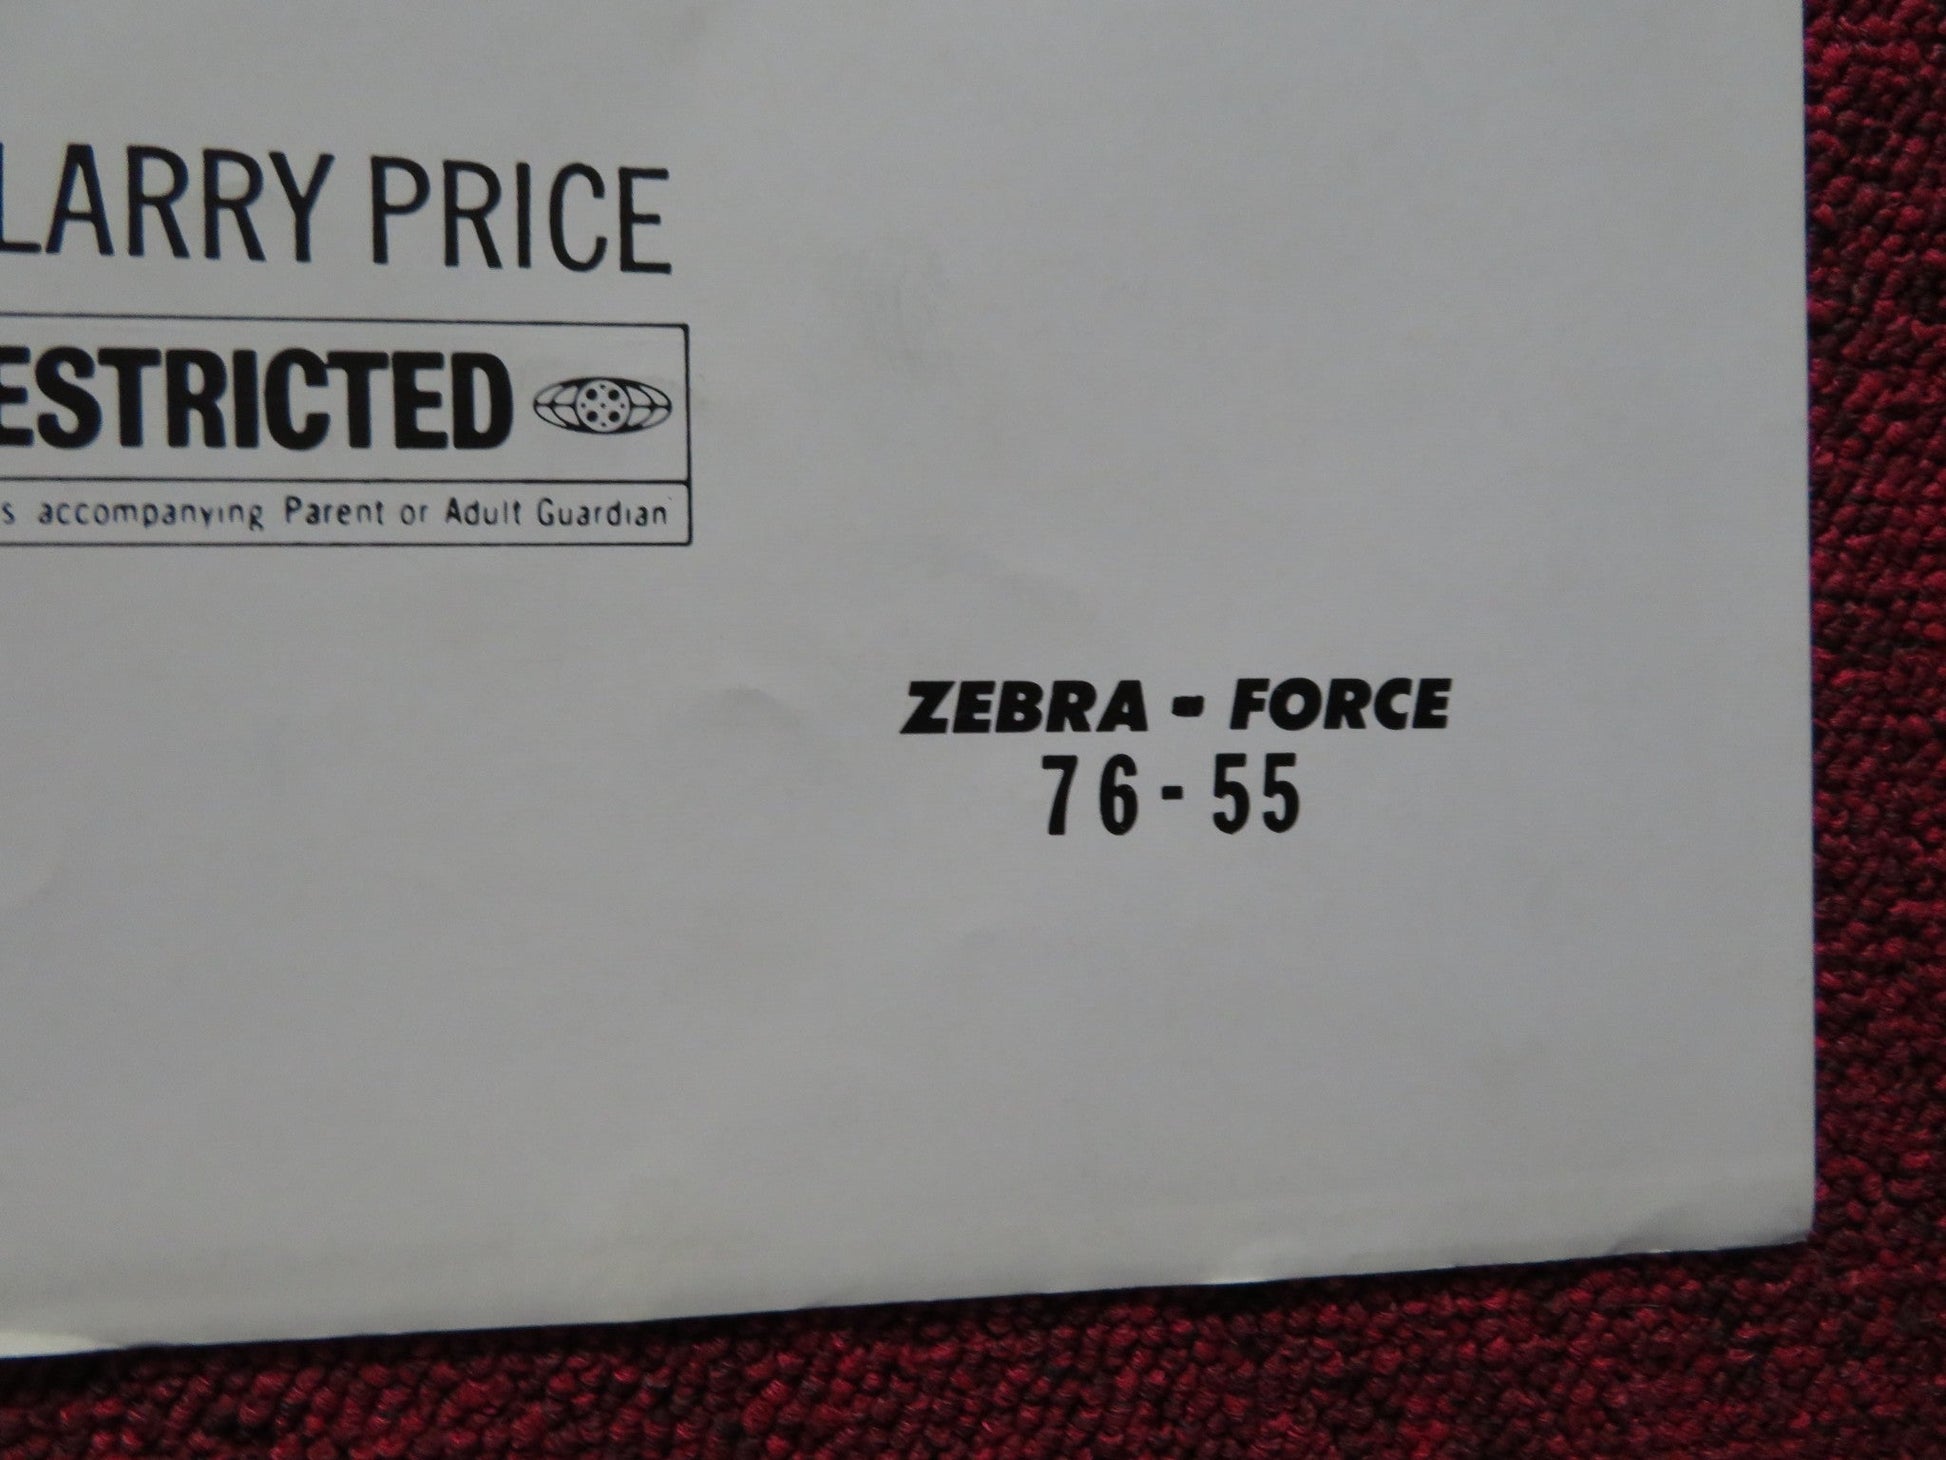 LARRY PRICE
ESTRICTED
s accompanying Parent or Adult Guardian
ZEBRA - FORCE
76-55